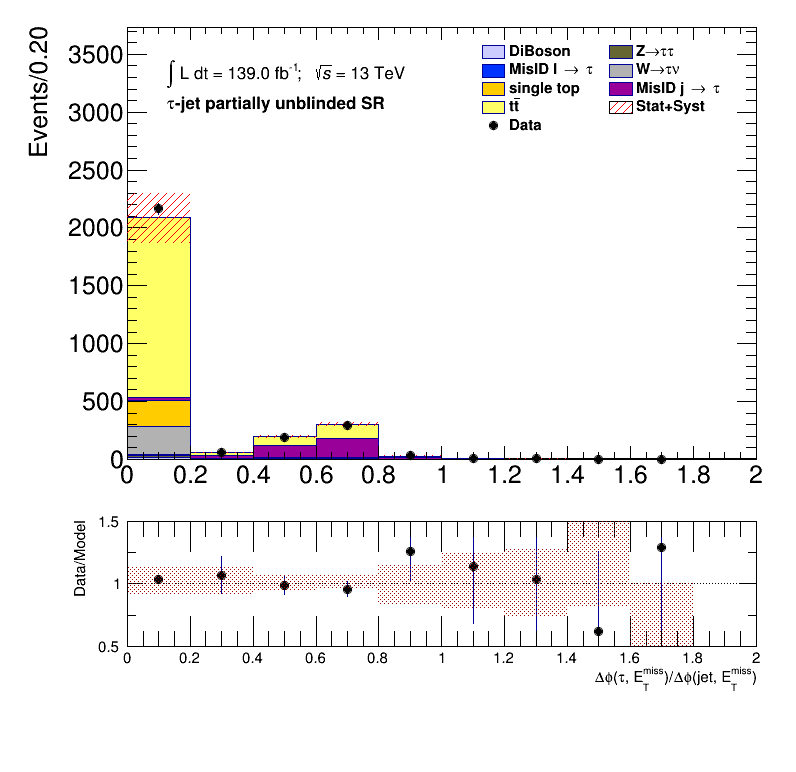 Events/0.20
3500
3000
2500
2000
1500
1000
500
0
∫ L dt = 139.0 fb⁻¹; √s = 13 TeV
τ-jet partially unblinded SR
DiBoson
Z→ττ
MisID l → τ
W→τν
single top
MisID j → τ
tt̄
Stat+Syst
Data
0 0.2 0.4 0.6 0.8 1 1.2 1.4 1.6 1.8 2
Data/Model
1.5
1
0.5
0 0.2 0.4 0.6 0.8 1 1.2 1.4 1.6 1.8 2
Δϕ(τ, E_T^miss)/Δϕ(jet, E_T^miss)